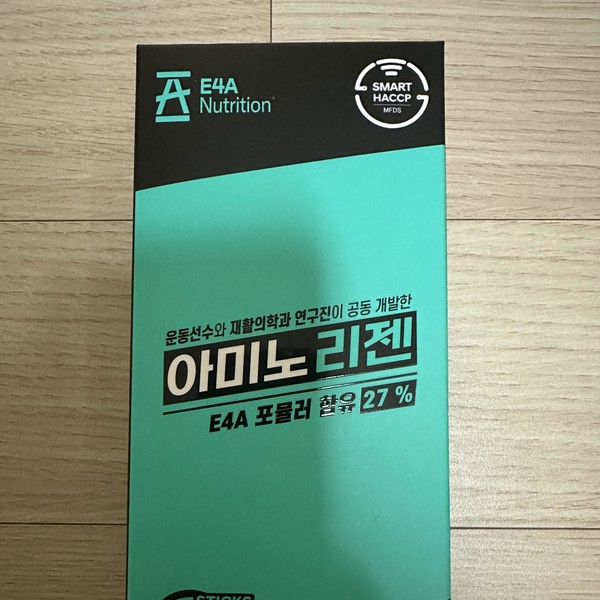 E4A
Nutrition
SMART
HACCP
MFDS
운동선수와 재활의학과 연구진이 공동 개발한
아미노 리젠
E4A 포뮬러 함유 27 %
STICKS